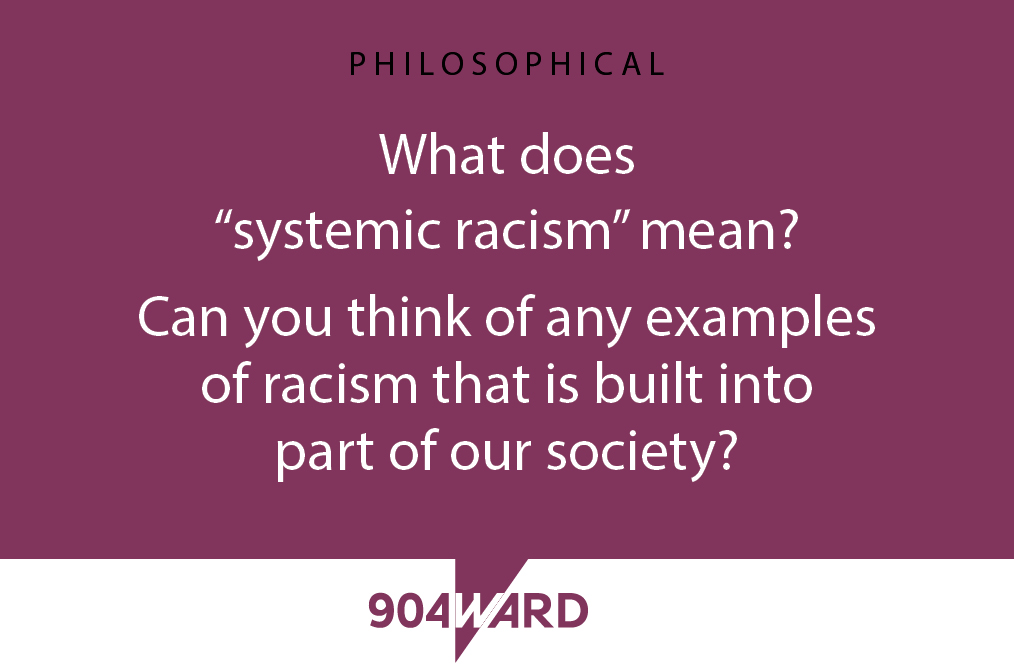 PHILOSOPHICAL
What does
“systemic racism” mean?
Can you think of any examples
of racism that is built into
part of our society?
904WARD